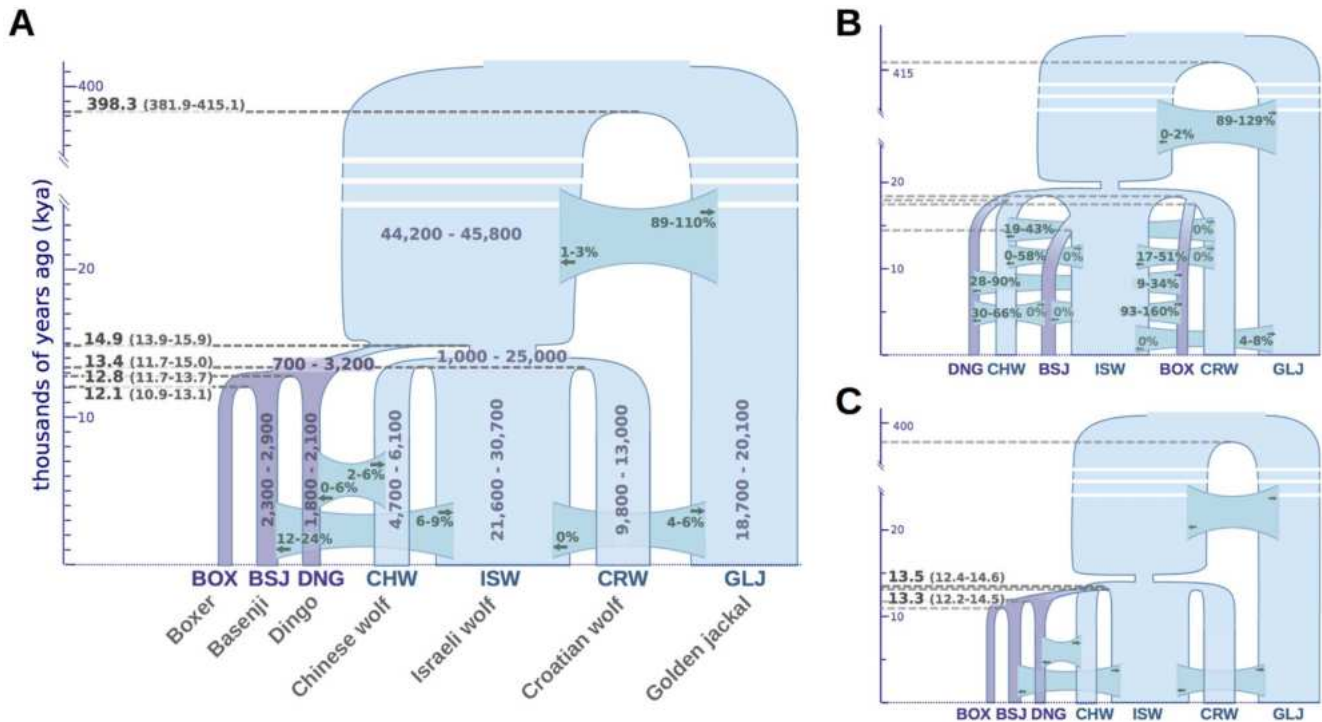 A
thousands of years ago (kya)
400
398.3 (381.9-415.1)
20
14.9 (13.9-15.9)
13.4 (11.7-15.0)
12.8 (11.7-13.7)
12.1 (10.9-13.1)
10
44,200 - 45,800
89-110%
1-3%
700 - 3,200
1,000 - 25,000
2,300 - 2,900
1,800 - 2,100
4,700 - 6,100
21,600 - 30,700
9,800 - 13,000
18,700 - 20,100
2-6%
0-6%
6-9%
12-24%
0%
4-6%
BOX BSJ DNG CHW ISW CRW GLJ
Boxer
Basenji
Dingo
Chinese wolf
Israeli wolf
Croatian wolf
Golden jackal
B
415
20
10
89-129%
0-2%
19-43%
0%
0-58%
0%
17-51%
0%
28-90%
9-34%
30-66%
0%
0%
93-160%
0%
4-8%
DNG CHW BSJ ISW BOX CRW GLJ
C
400
20
13.5 (12.4-14.6)
13.3 (12.2-14.5)
10
BOX BSJ DNG CHW ISW CRW GLJ